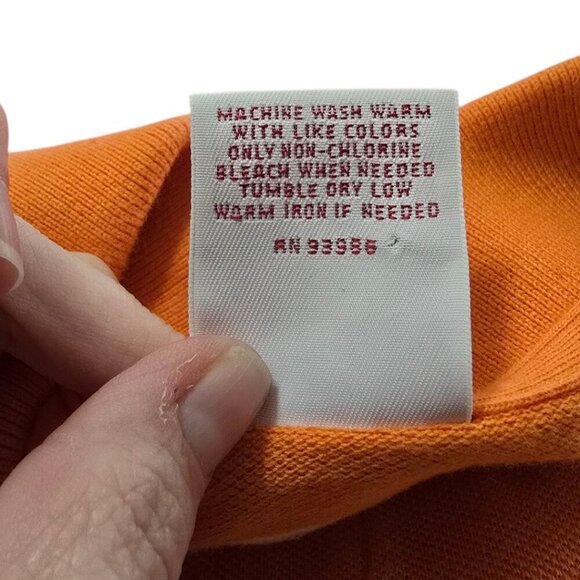 MACHINE WASH WARM
WITH LIKE COLORS
ONLY NON-CHLORINE
BLEACH WHEN NEEDED
TUMBLE DRY LOW
WARM IRON IF NEEDED
RN 93986